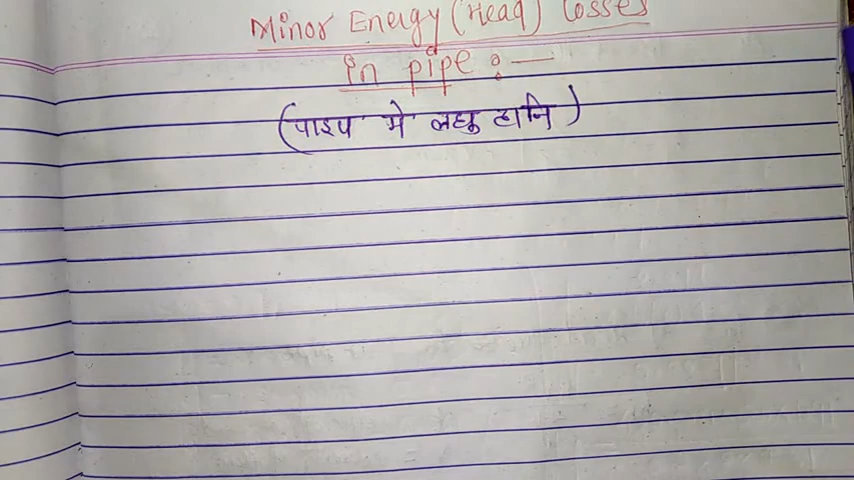 Minor Energy (Head) losses
in pipe :—
(पाइप मे लघु हानि)